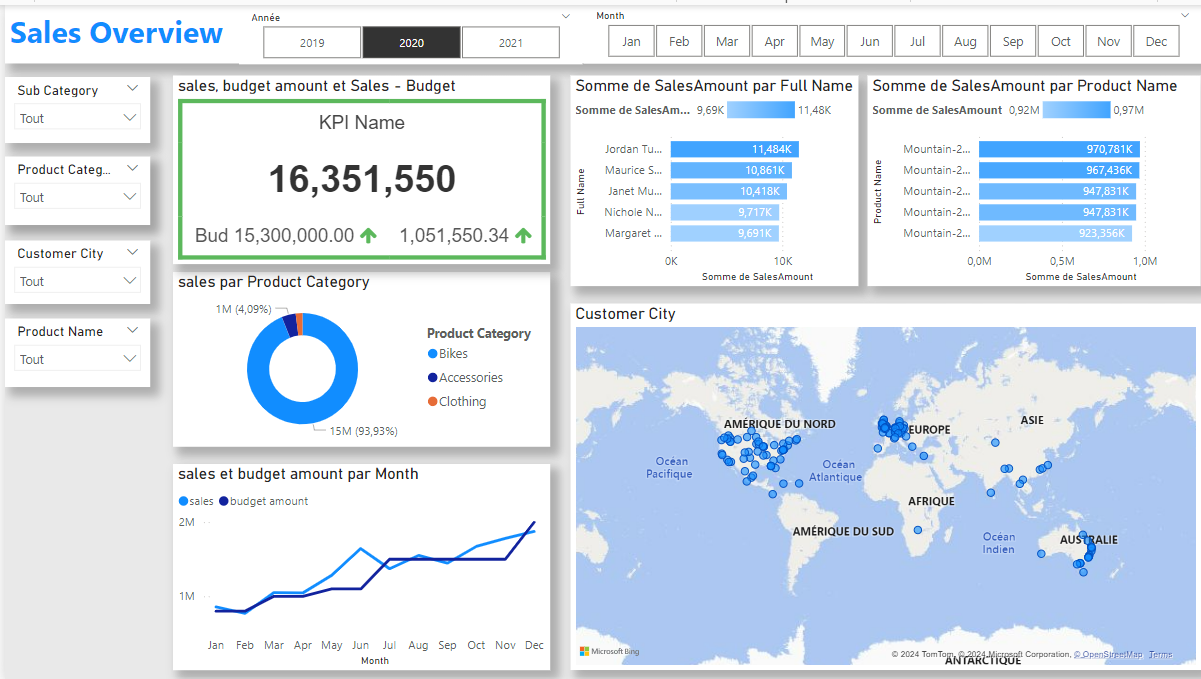 Sales Overview
Année
2019 2020 2021
Month
Jan Feb Mar Apr May Jun Jul Aug Sep Oct Nov Dec
Sub Category
Tout
Product Categ...
Tout
Customer City
Tout
Product Name
Tout
sales, budget amount et Sales - Budget
KPI Name
16,351,550
Bud 15,300,000.00 1,051,550.34
sales par Product Category
1M (4,09%)
15M (93,93%)
Product Category
Bikes
Accessories
Clothing
sales et budget amount par Month
sales budget amount
2M
1M
Jan Feb Mar Apr May Jun Jul Aug Sep Oct Nov Dec
Month
Somme de SalesAmount par Full Name
Somme de SalesAm... 9,69K 11,48K
Full Name
Jordan Tu... 11,484K
Maurice S... 10,861K
Janet Mu... 10,418K
Nichole N... 9,717K
Margaret ... 9,691K
0K 10K
Somme de SalesAmount
Somme de SalesAmount par Product Name
Somme de SalesAmount 0,92M 0,97M
Product Name
Mountain-2... 970,781K
Mountain-2... 967,436K
Mountain-2... 947,831K
Mountain-2... 947,831K
Mountain-2... 923,356K
0,0M 0,5M 1,0M
Somme de SalesAmount
Customer City
AMÉRIQUE DU NORD
EUROPE
ASIE
Océan
Pacifique
Océan
Atlantique
AFRIQUE
AMÉRIQUE DU SUD
Océan
Indien
AUSTRALIE
Microsoft Bing
© 2024 TomTom, © 2024 Microsoft Corporation, © OpenStreetMap Terms
ANTARCTIQUE